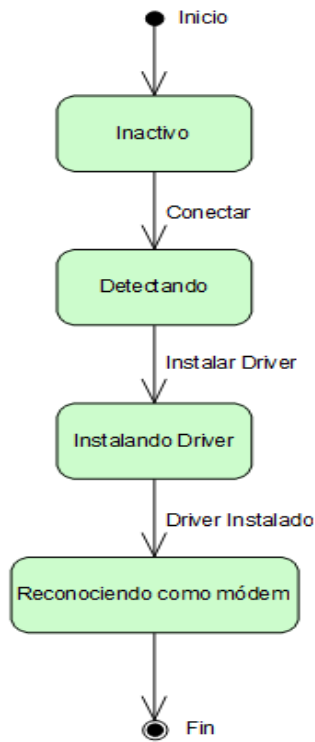 Inicio
Inactivo
Conectar
Detectando
Instalar Driver
Instalando Driver
Driver Instalado
Reconociendo como módem
Fin